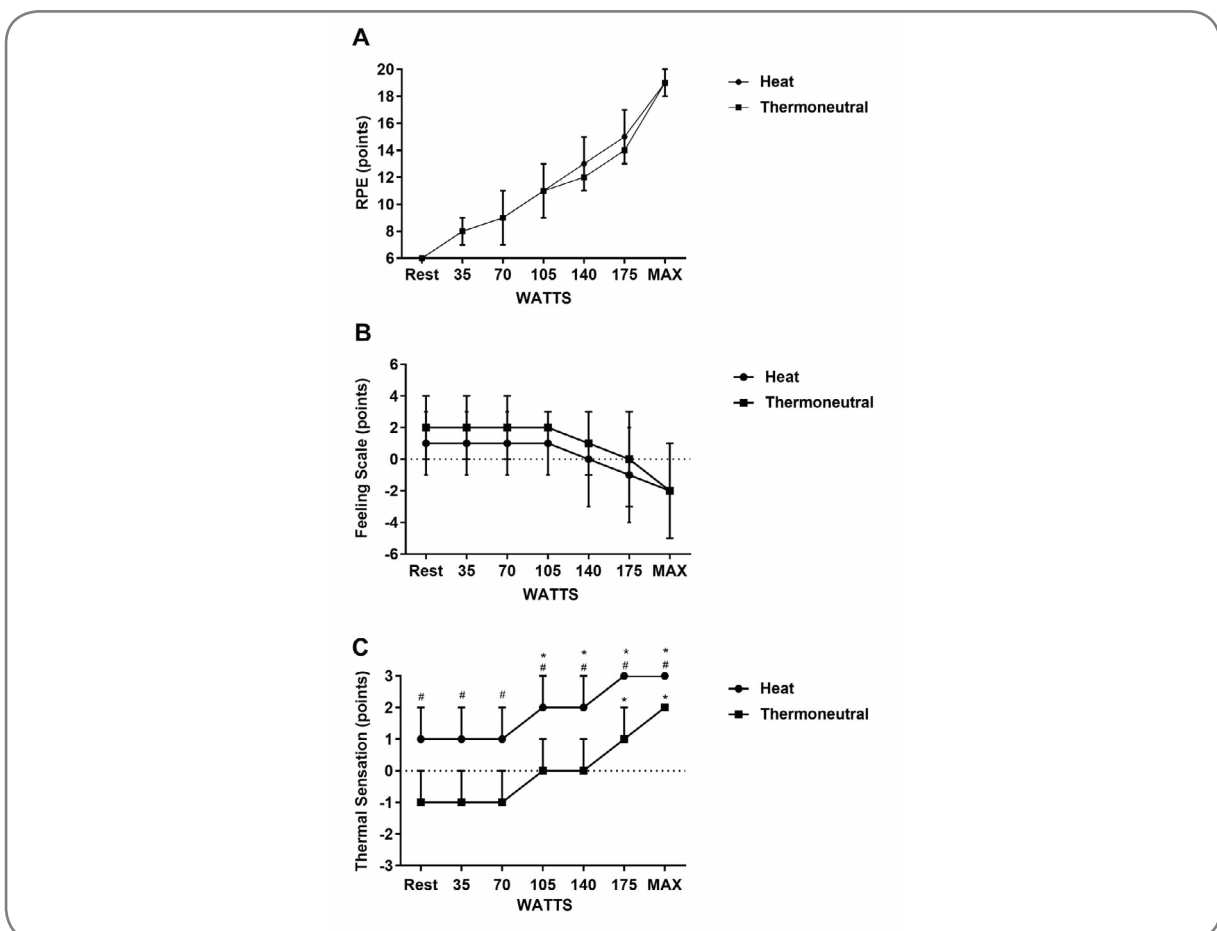 A
20
18
16
14
12
10
8
6
RPE (points)
Rest 35 70 105 140 175 MAX
WATTS
Heat
Thermoneutral
B
6
4
2
0
-2
-4
-6
Feeling Scale (points)
Rest 35 70 105 140 175 MAX
WATTS
Heat
Thermoneutral
C
* * * *
# # # # # # #
* *
3
2
1
0
-1
-2
-3
Thermal Sensation (points)
Rest 35 70 105 140 175 MAX
WATTS
Heat
Thermoneutral